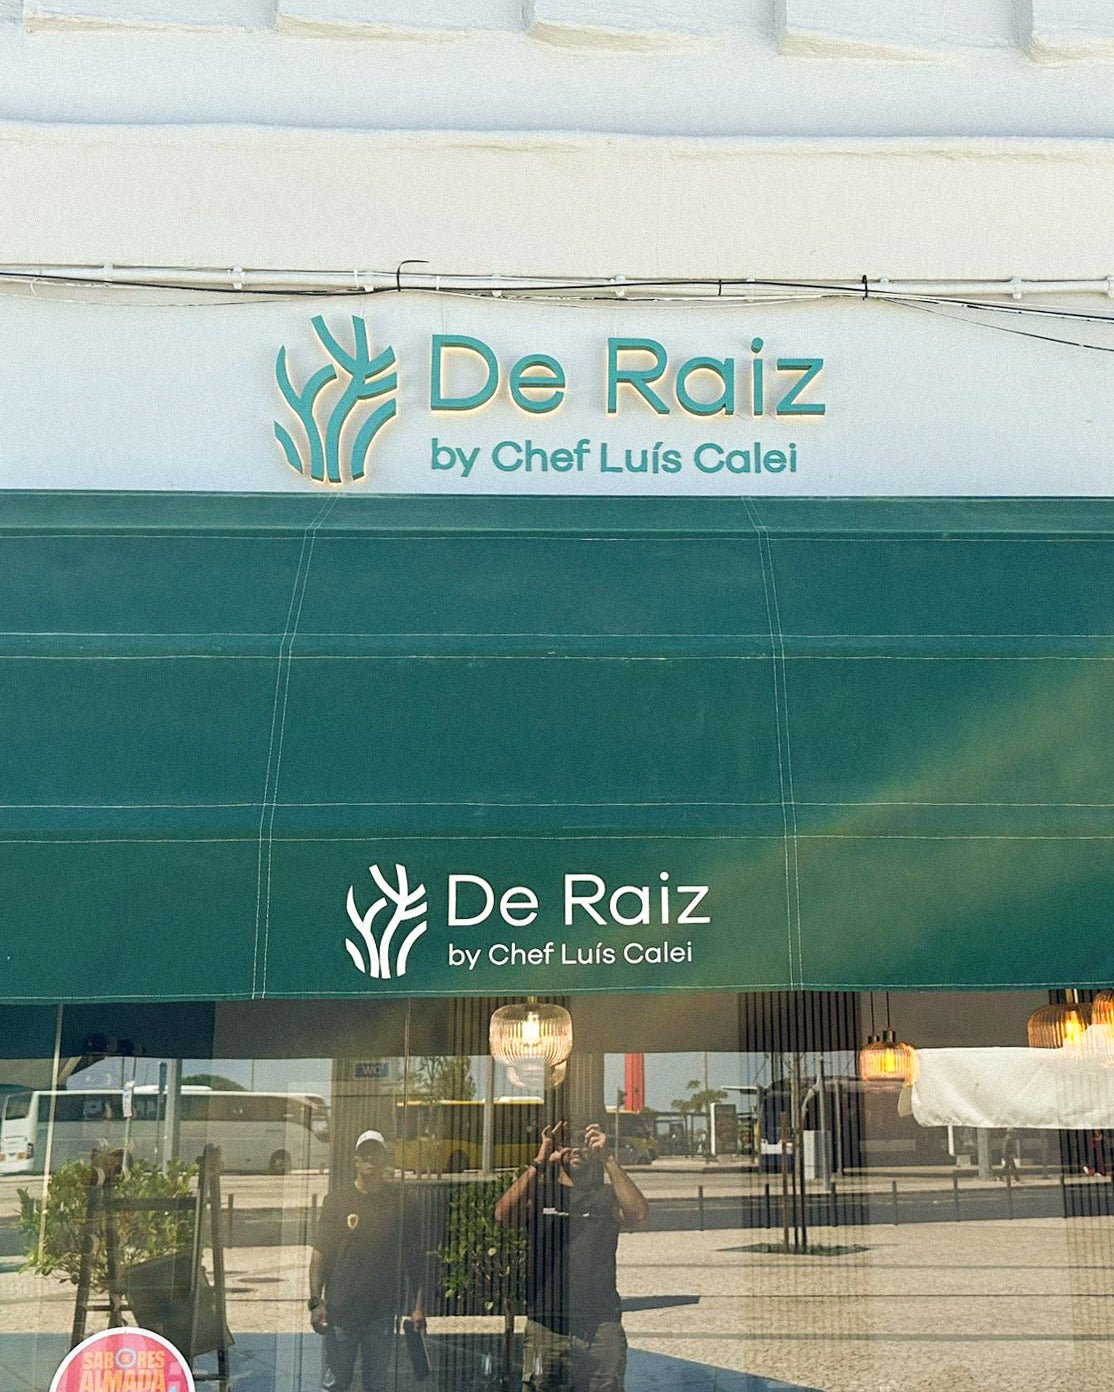 De Raiz
by Chef Luís Calei
De Raiz
by Chef Luís Calei
WC
SABORES
ALMADA